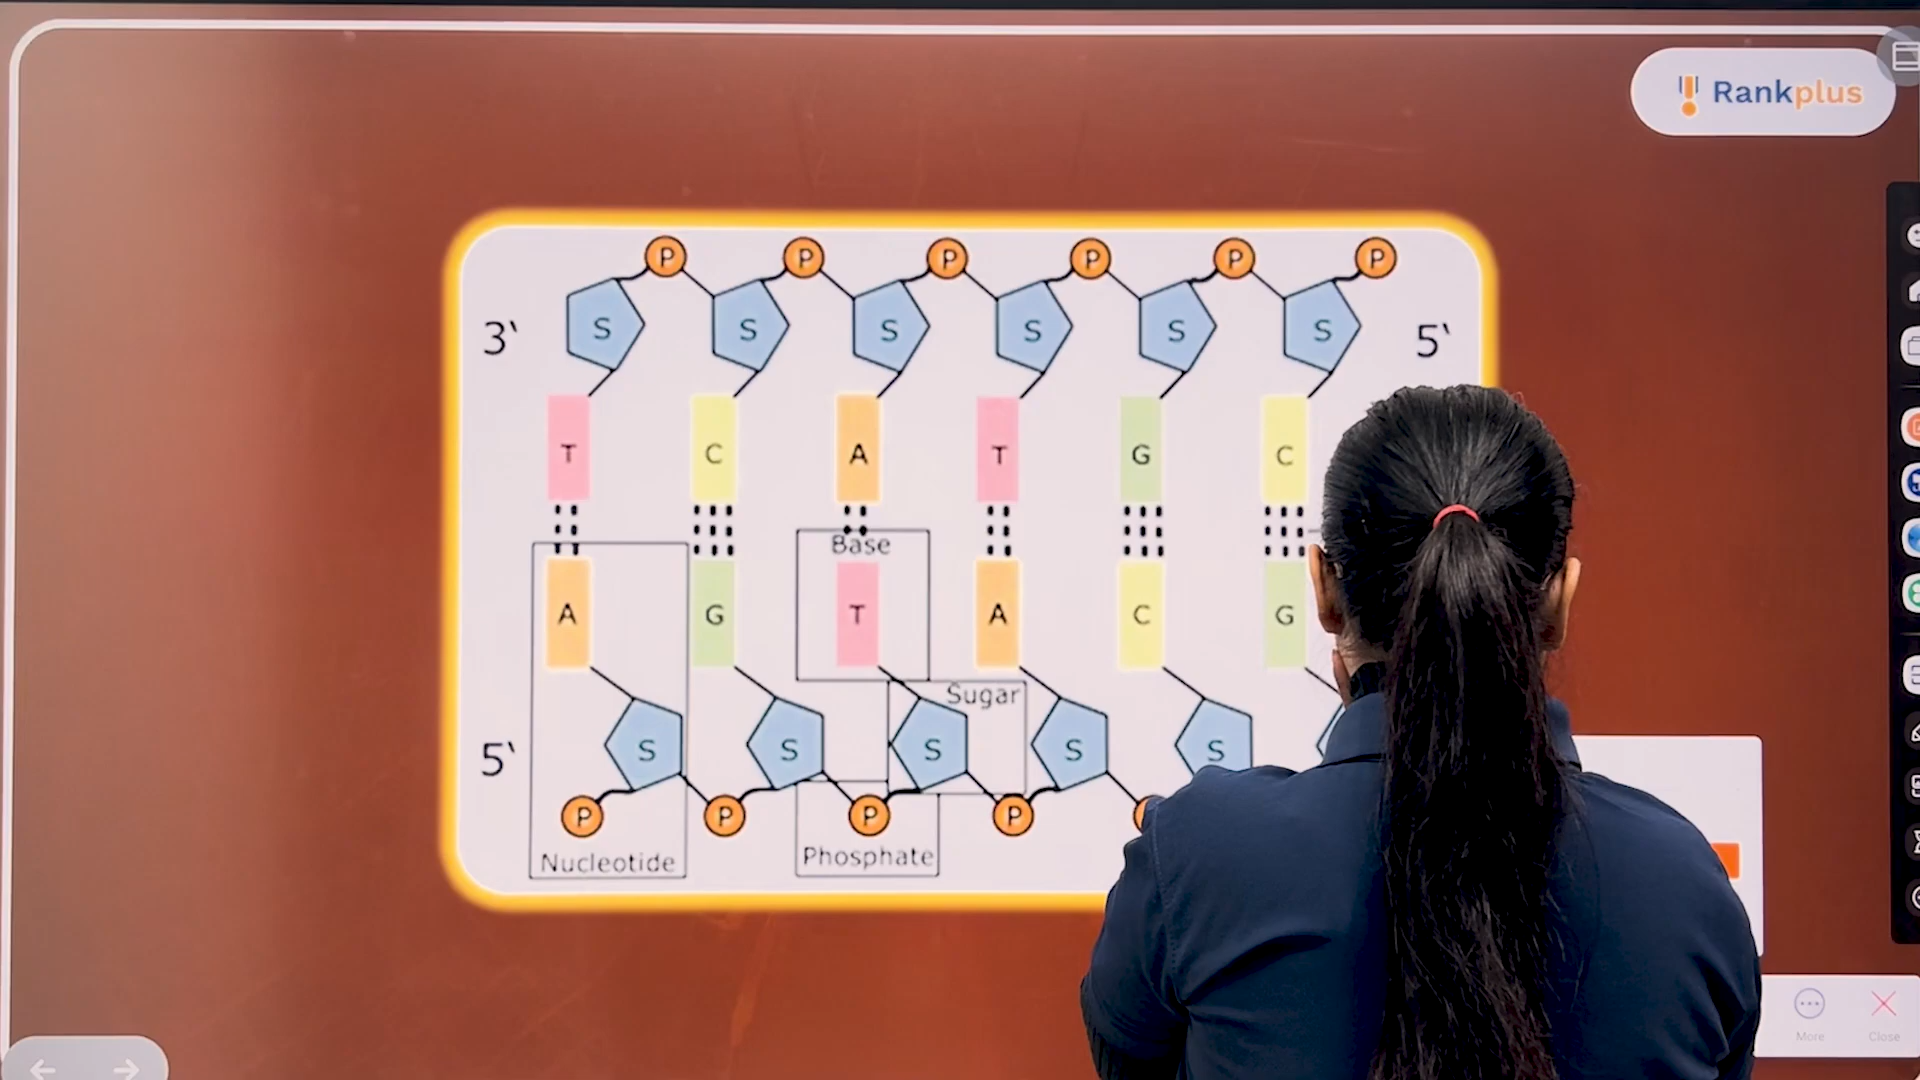 Rankplus
P P P P P P
3' S S S S S S 5'
T C A T G C
Base
A G T A C G
Sugar
5' S S S S S
P P P P
Nucleotide Phosphate
More Close